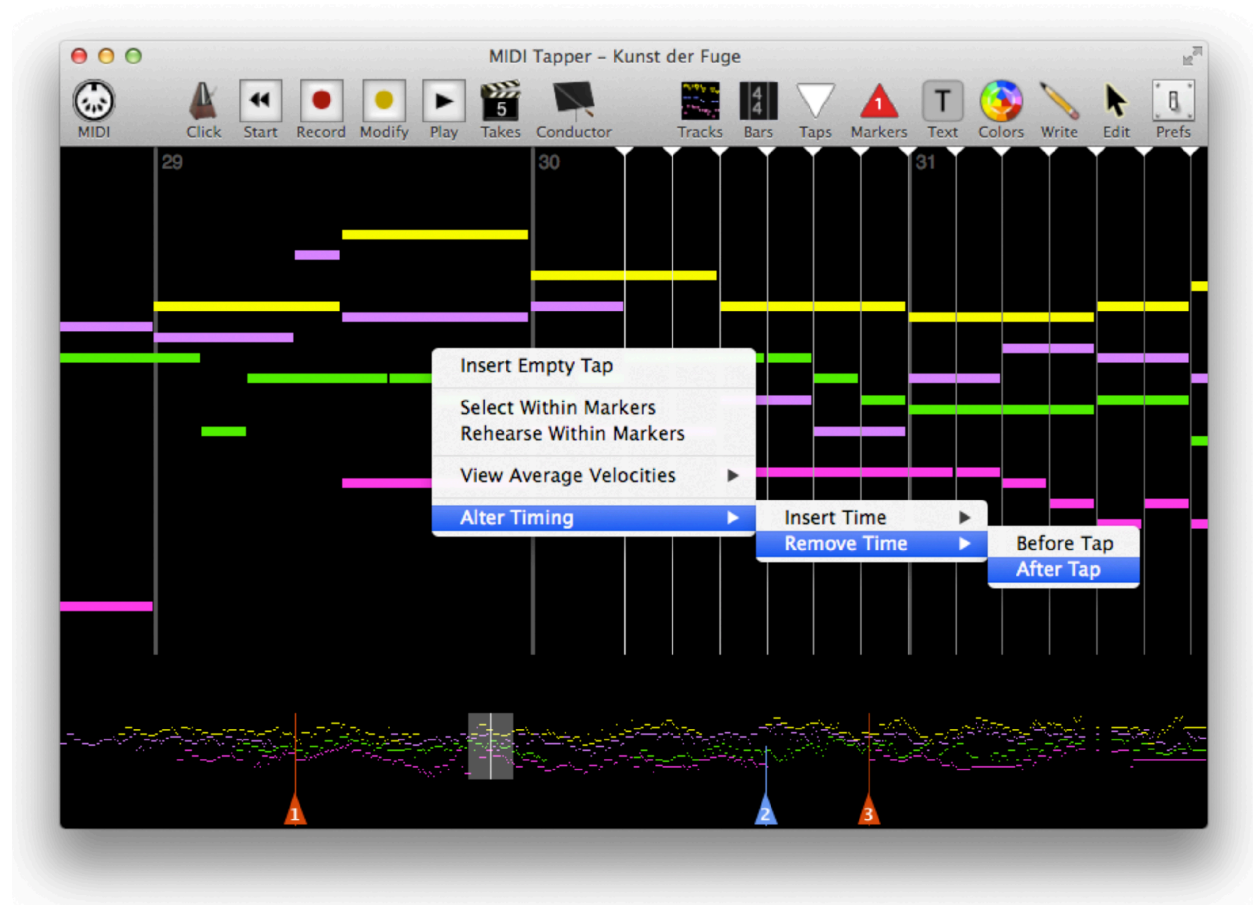 MIDI Tapper – Kunst der Fuge
5
4
4
1
T
MIDI Click Start Record Modify Play Takes Conductor Tracks Bars Taps Markers Text Colors Write Edit Prefs
29 30 31
Insert Empty Tap
Select Within Markers
Rehearse Within Markers
View Average Velocities
Alter Timing
Insert Time
Remove Time
Before Tap
After Tap
1 2 3